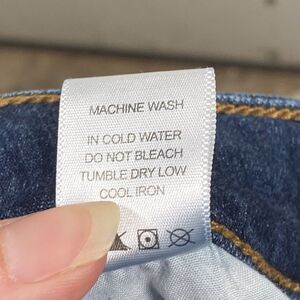 MACHINE WASH
IN COLD WATER
DO NOT BLEACH
TUMBLE DRY LOW
COOL IRON